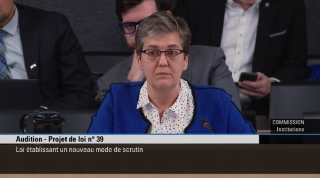 COMMISSION
Institutions
Audition - Projet de loi n° 39
Loi établissant un nouveau mode de scrutin